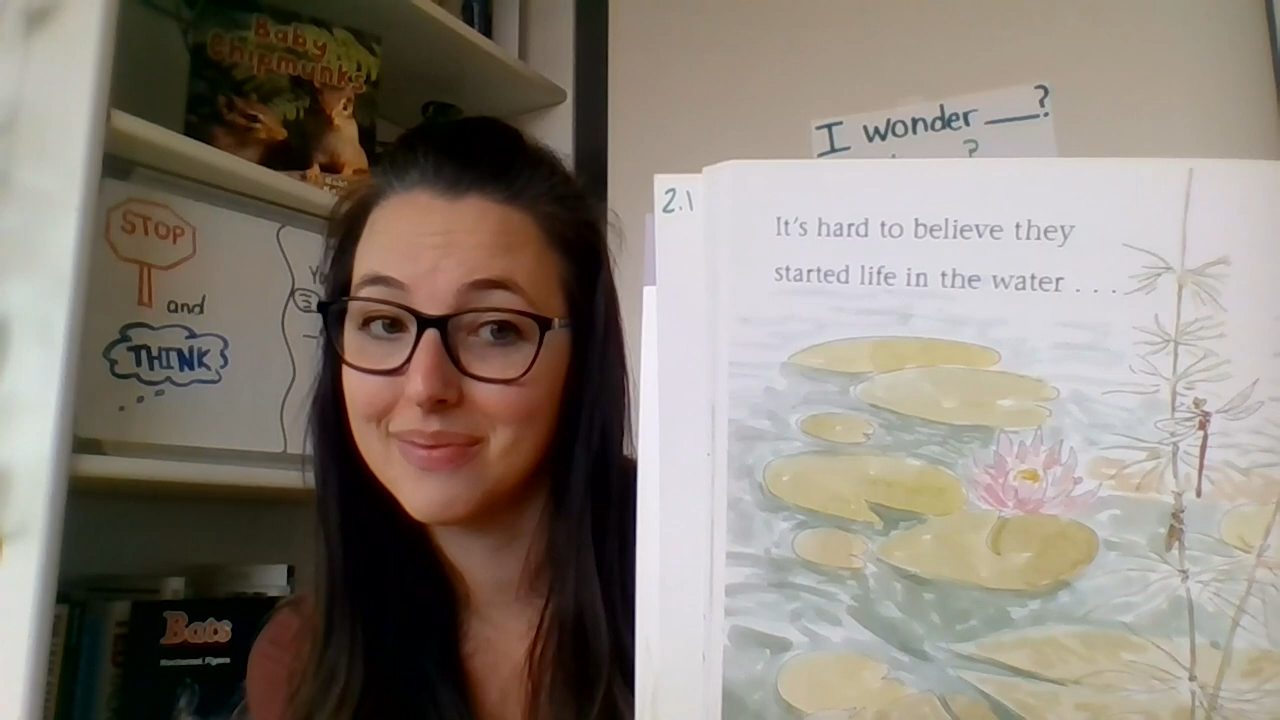 Baby
Chipmunks
STOP
and
THINK
Bats
I wonder ___?
?
2.1
It's hard to believe they
started life in the water . . . .